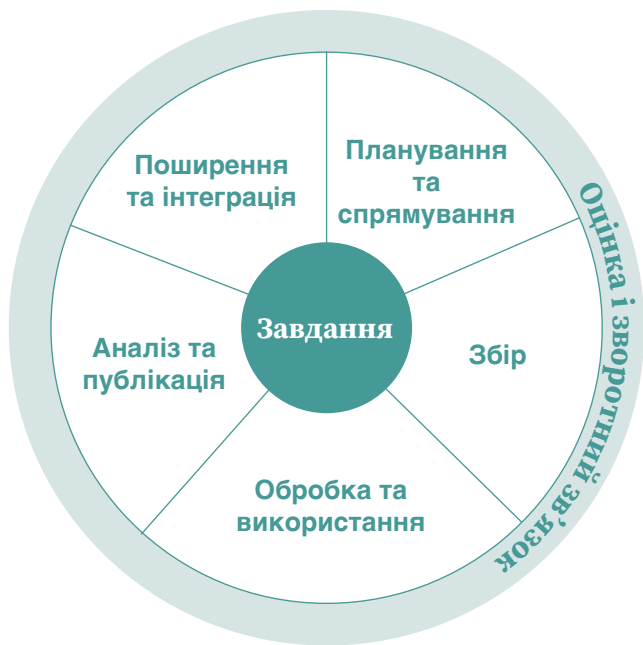 Поширення
та інтеграція
Планування
та
спрямування
Оцінка і зворотний зв’язок
Завдання
Аналіз та
публікація
Збір
Обробка та
використання